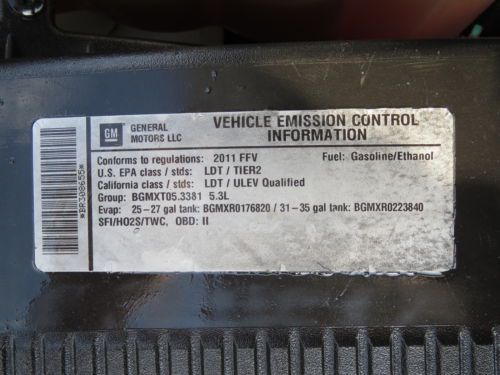 GM
GENERAL MOTORS LLC
VEHICLE EMISSION CONTROL
INFORMATION
Conforms to regulations: 2011 FFV Fuel: Gasoline/Ethanol
U.S. EPA class / stds: LDT / TIER2
California class / stds: LDT / ULEV Qualified
Group: BGMXT05.3381 5.3L
Evap: 25-27 gal tank: BGMXR0176820 / 31-35 gal tank: BGMXR0223840
SFI/HO2S/TWC, OBD: II